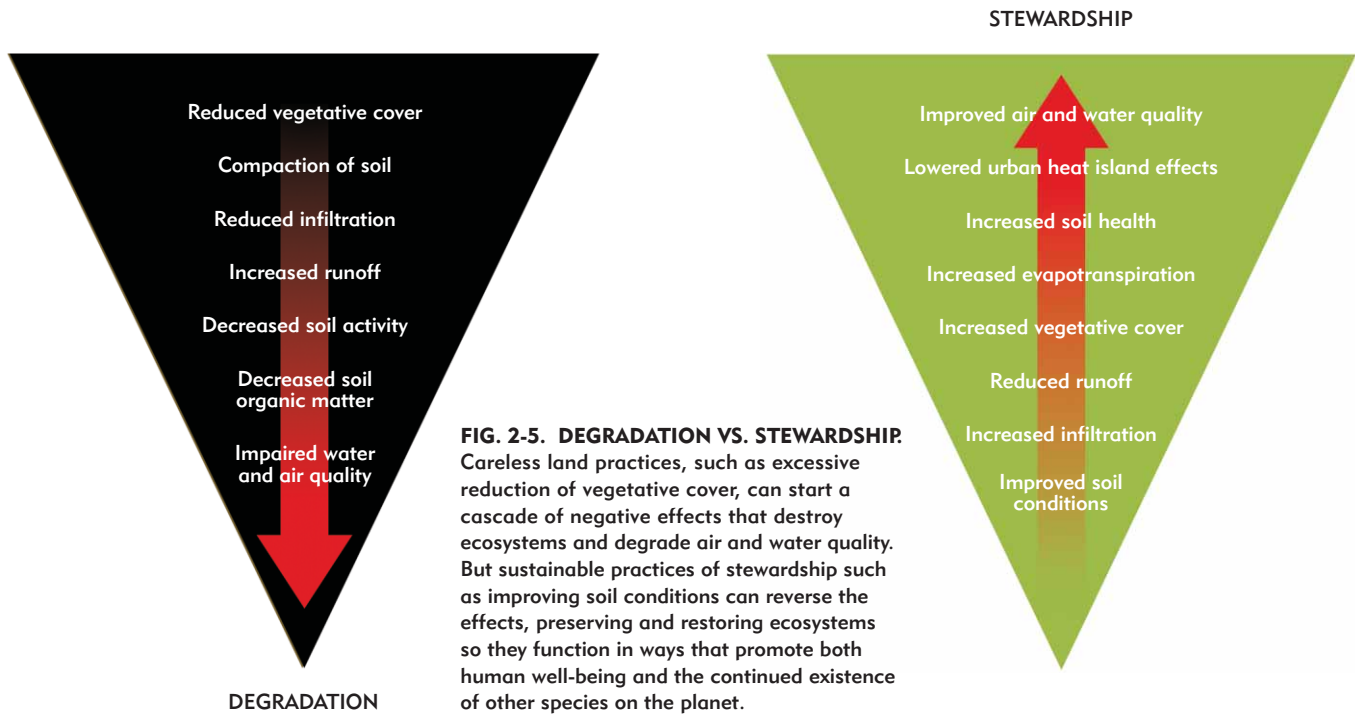 STEWARDSHIP
Reduced vegetative cover
Compaction of soil
Reduced infiltration
Increased runoff
Decreased soil activity
Decreased soil
organic matter
Impaired water
and air quality
DEGRADATION
FIG. 2-5. DEGRADATION VS. STEWARDSHIP.
Careless land practices, such as excessive
reduction of vegetative cover, can start a
cascade of negative effects that destroy
ecosystems and degrade air and water quality.
But sustainable practices of stewardship such
as improving soil conditions can reverse the
effects, preserving and restoring ecosystems
so they function in ways that promote both
human well-being and the continued existence
of other species on the planet.
Improved air and water quality
Lowered urban heat island effects
Increased soil health
Increased evapotranspiration
Increased vegetative cover
Reduced runoff
Increased infiltration
Improved soil
conditions